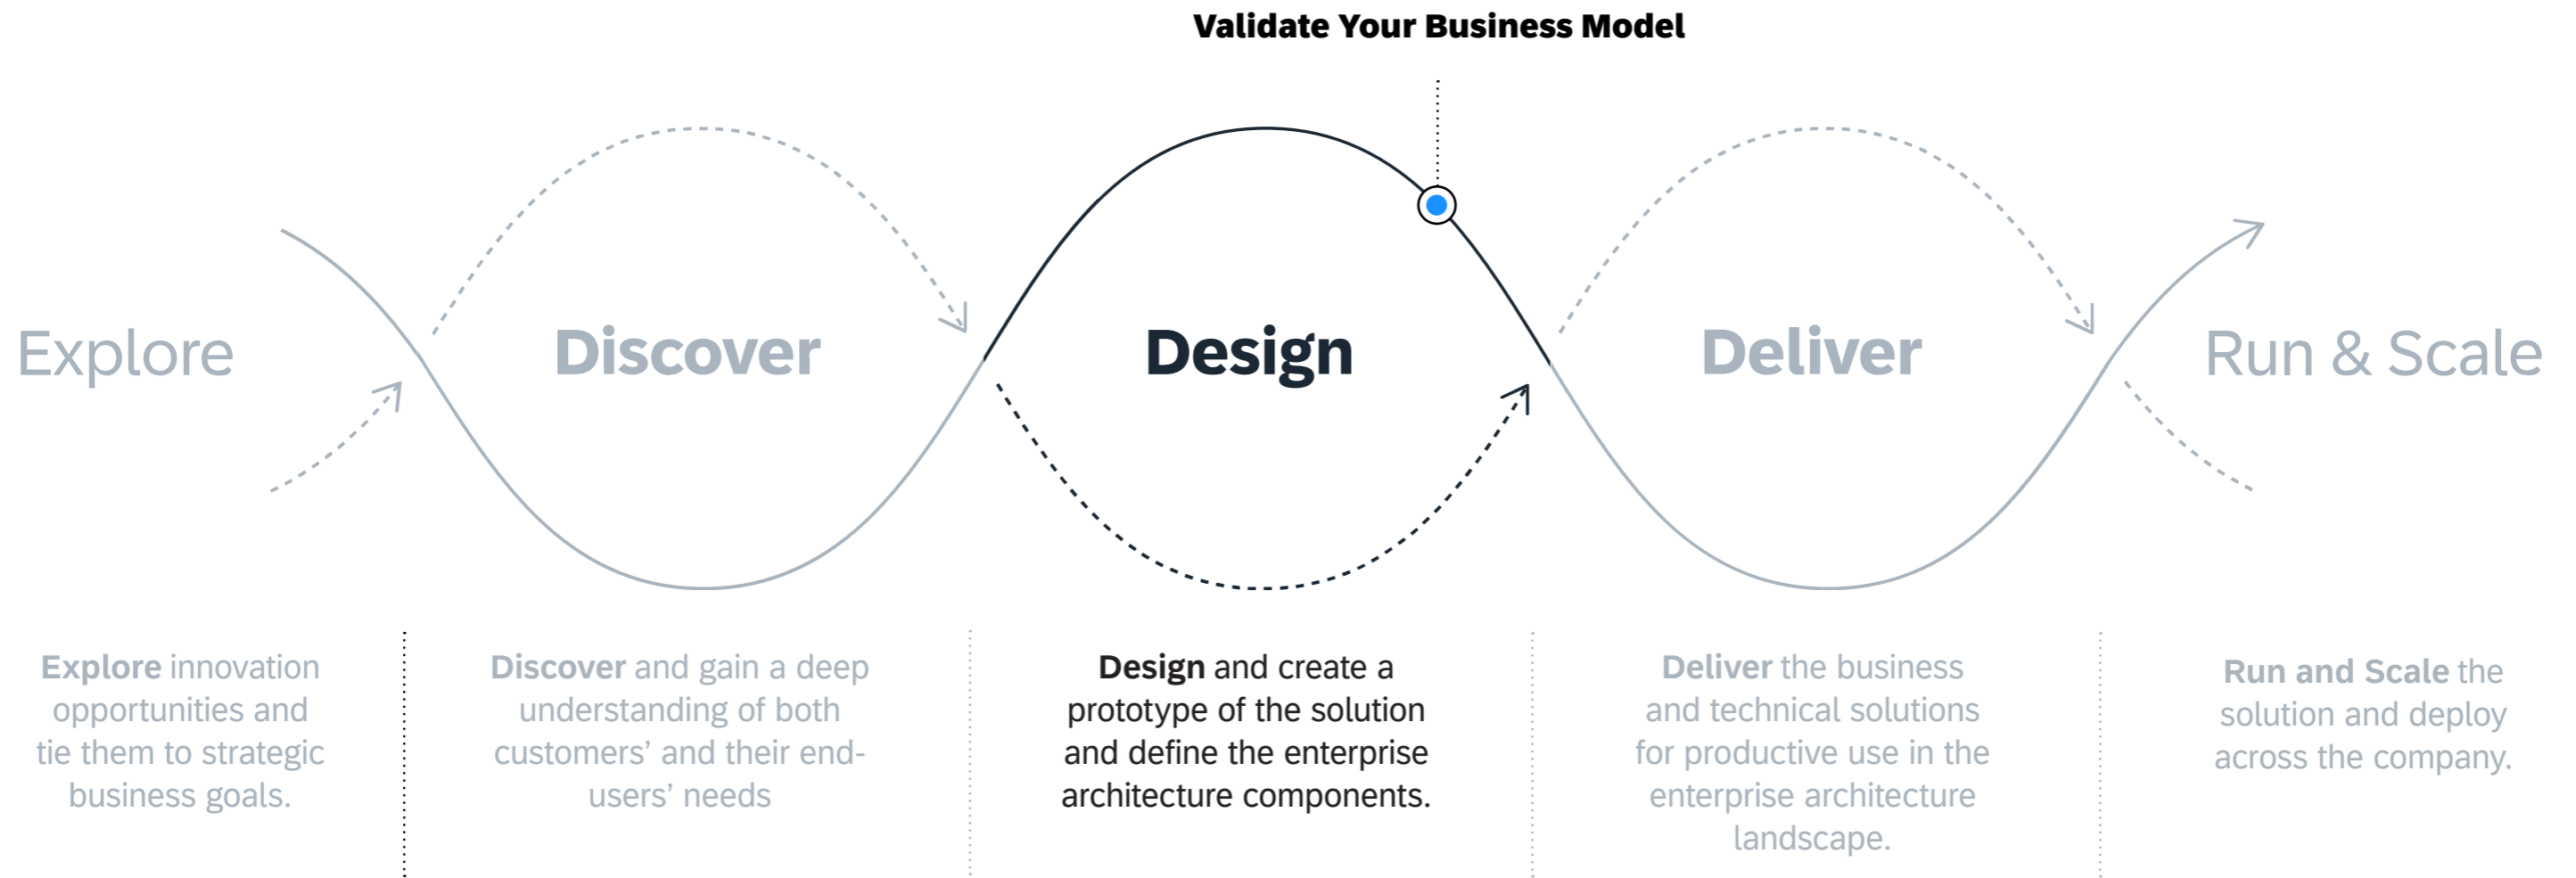 Validate Your Business Model
Explore
Discover
Design
Deliver
Run & Scale
Explore innovation
opportunities and
tie them to strategic
business goals.
Discover and gain a deep
understanding of both
customers’ and their end-
users’ needs
Design and create a
prototype of the solution
and define the enterprise
architecture components.
Deliver the business
and technical solutions
for productive use in the
enterprise architecture
landscape.
Run and Scale the
solution and deploy
across the company.